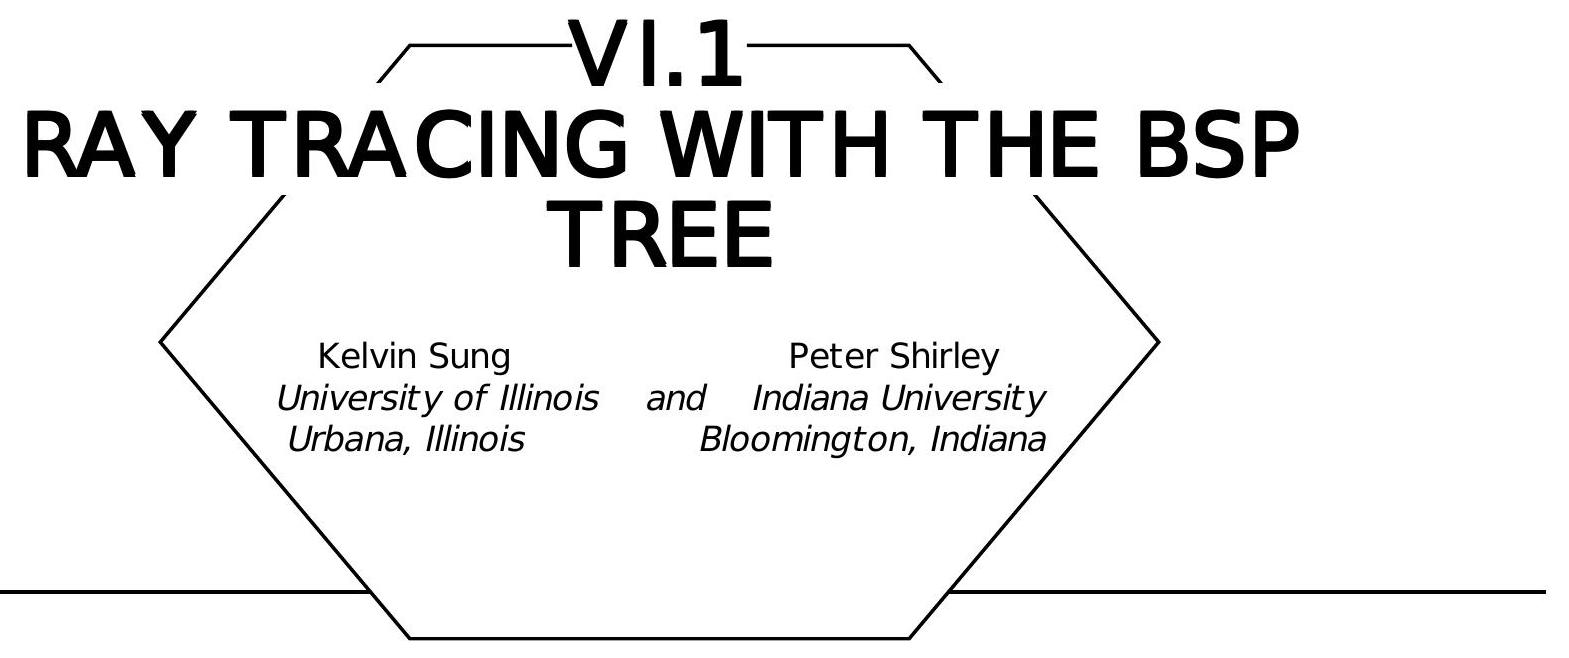 VI.1
RAY TRACING WITH THE BSP
TREE
Kelvin Sung Peter Shirley
University of Illinois and Indiana University
Urbana, Illinois Bloomington, Indiana